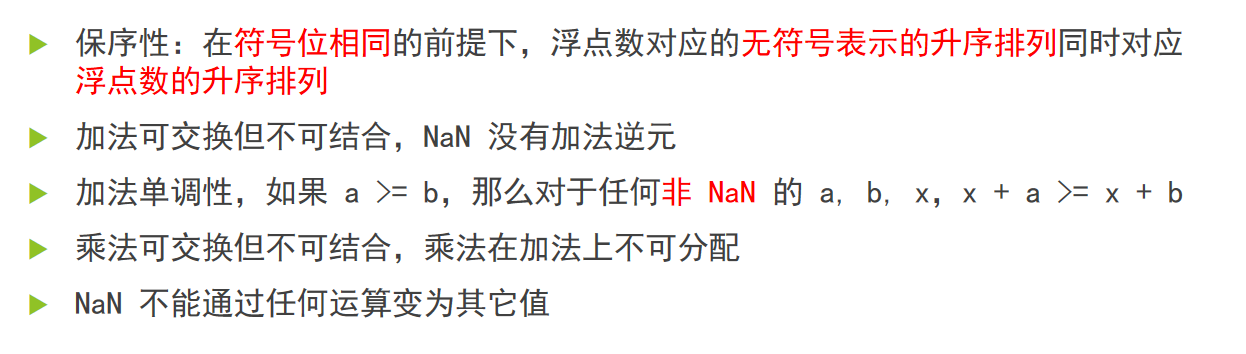 保序性：在符号位相同的前提下，浮点数对应的无符号表示的升序排列同时对应
浮点数的升序排列
加法可交换但不可结合，NaN 没有加法逆元
加法单调性，如果 a >= b，那么对于任何非 NaN 的 a, b, x，x + a >= x + b
乘法可交换但不可结合，乘法在加法上不可分配
NaN 不能通过任何运算变为其它值